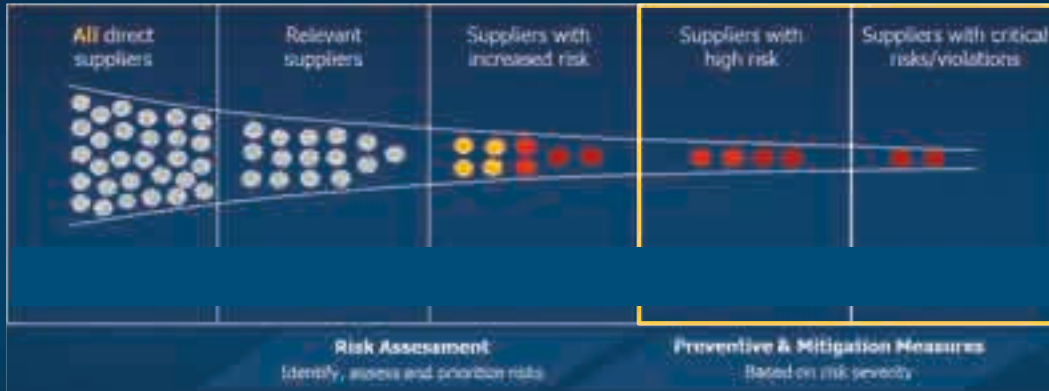 All direct
suppliers
Relevant
suppliers
Suppliers with
increased risk
Suppliers with
high risk
Suppliers with critical
risks/violations
Risk Assessment
Identify, assess and prioritize risks
Preventive & Mitigation Measures
Based on risk severity